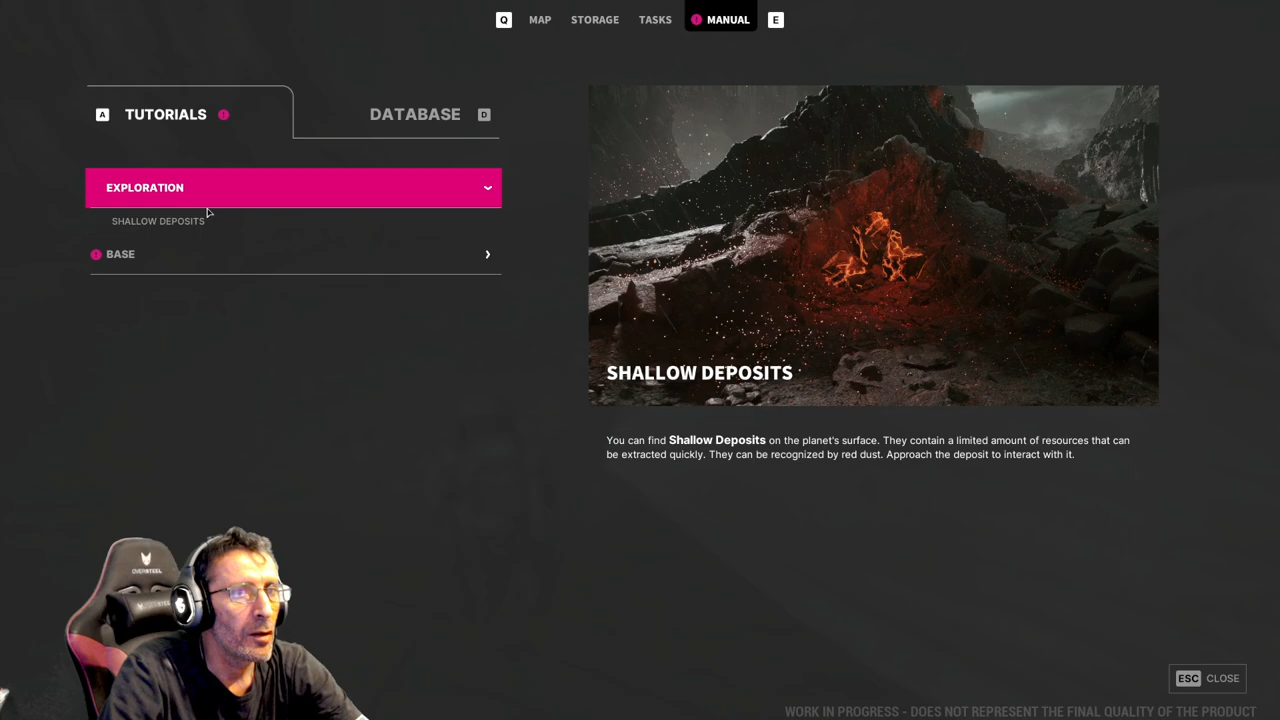 Q MAP STORAGE TASKS ! MANUAL E
A TUTORIALS ! DATABASE D
EXPLORATION
SHALLOW DEPOSITS
! BASE
SHALLOW DEPOSITS
You can find Shallow Deposits on the planet's surface. They contain a limited amount of resources that can
be extracted quickly. They can be recognized by red dust. Approach the deposit to interact with it.
OVERSTEEL
ESC CLOSE
WORK IN PROGRESS - DOES NOT REPRESENT THE FINAL QUALITY OF THE PRODUCT